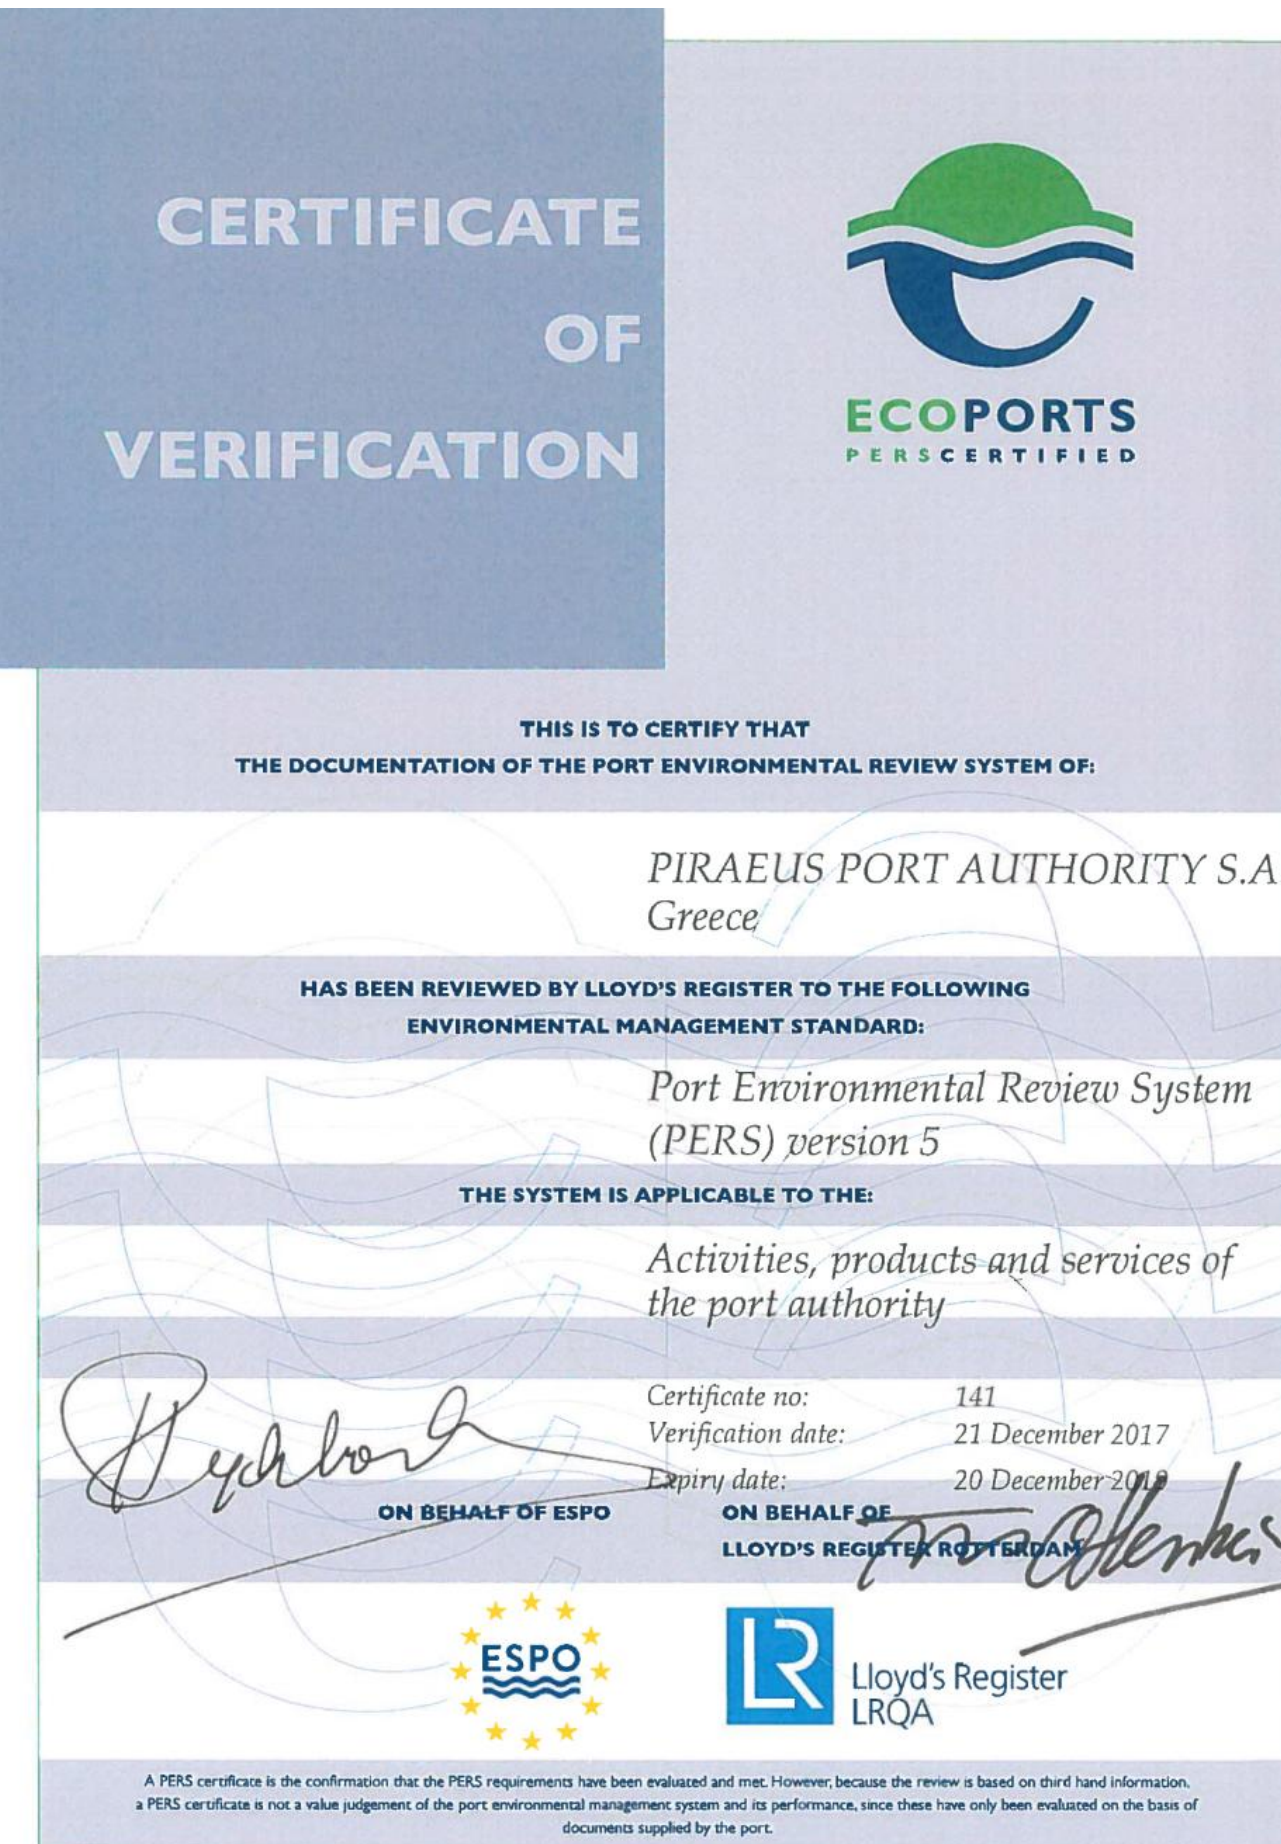 CERTIFICATE
OF
VERIFICATION
ECOPORTS
PERSCERTIFIED
THIS IS TO CERTIFY THAT
THE DOCUMENTATION OF THE PORT ENVIRONMENTAL REVIEW SYSTEM OF:
PIRAEUS PORT AUTHORITY S.A
Greece
HAS BEEN REVIEWED BY LLOYD'S REGISTER TO THE FOLLOWING
ENVIRONMENTAL MANAGEMENT STANDARD:
Port Environmental Review System
(PERS) version 5
THE SYSTEM IS APPLICABLE TO THE:
Activities, products and services of
the port authority
Certificate no: 141
Verification date: 21 December 2017
Expiry date: 20 December 2019
ON BEHALF OF ESPO
ON BEHALF OF
LLOYD'S REGISTER ROTTERDAM
ESPO
LR
Lloyd's Register
LRQA
A PERS certificate is the confirmation that the PERS requirements have been evaluated and met. However, because the review is based on third hand information,
a PERS certificate is not a value judgement of the port environmental management system and its performance, since these have only been evaluated on the basis of
documents supplied by the port.